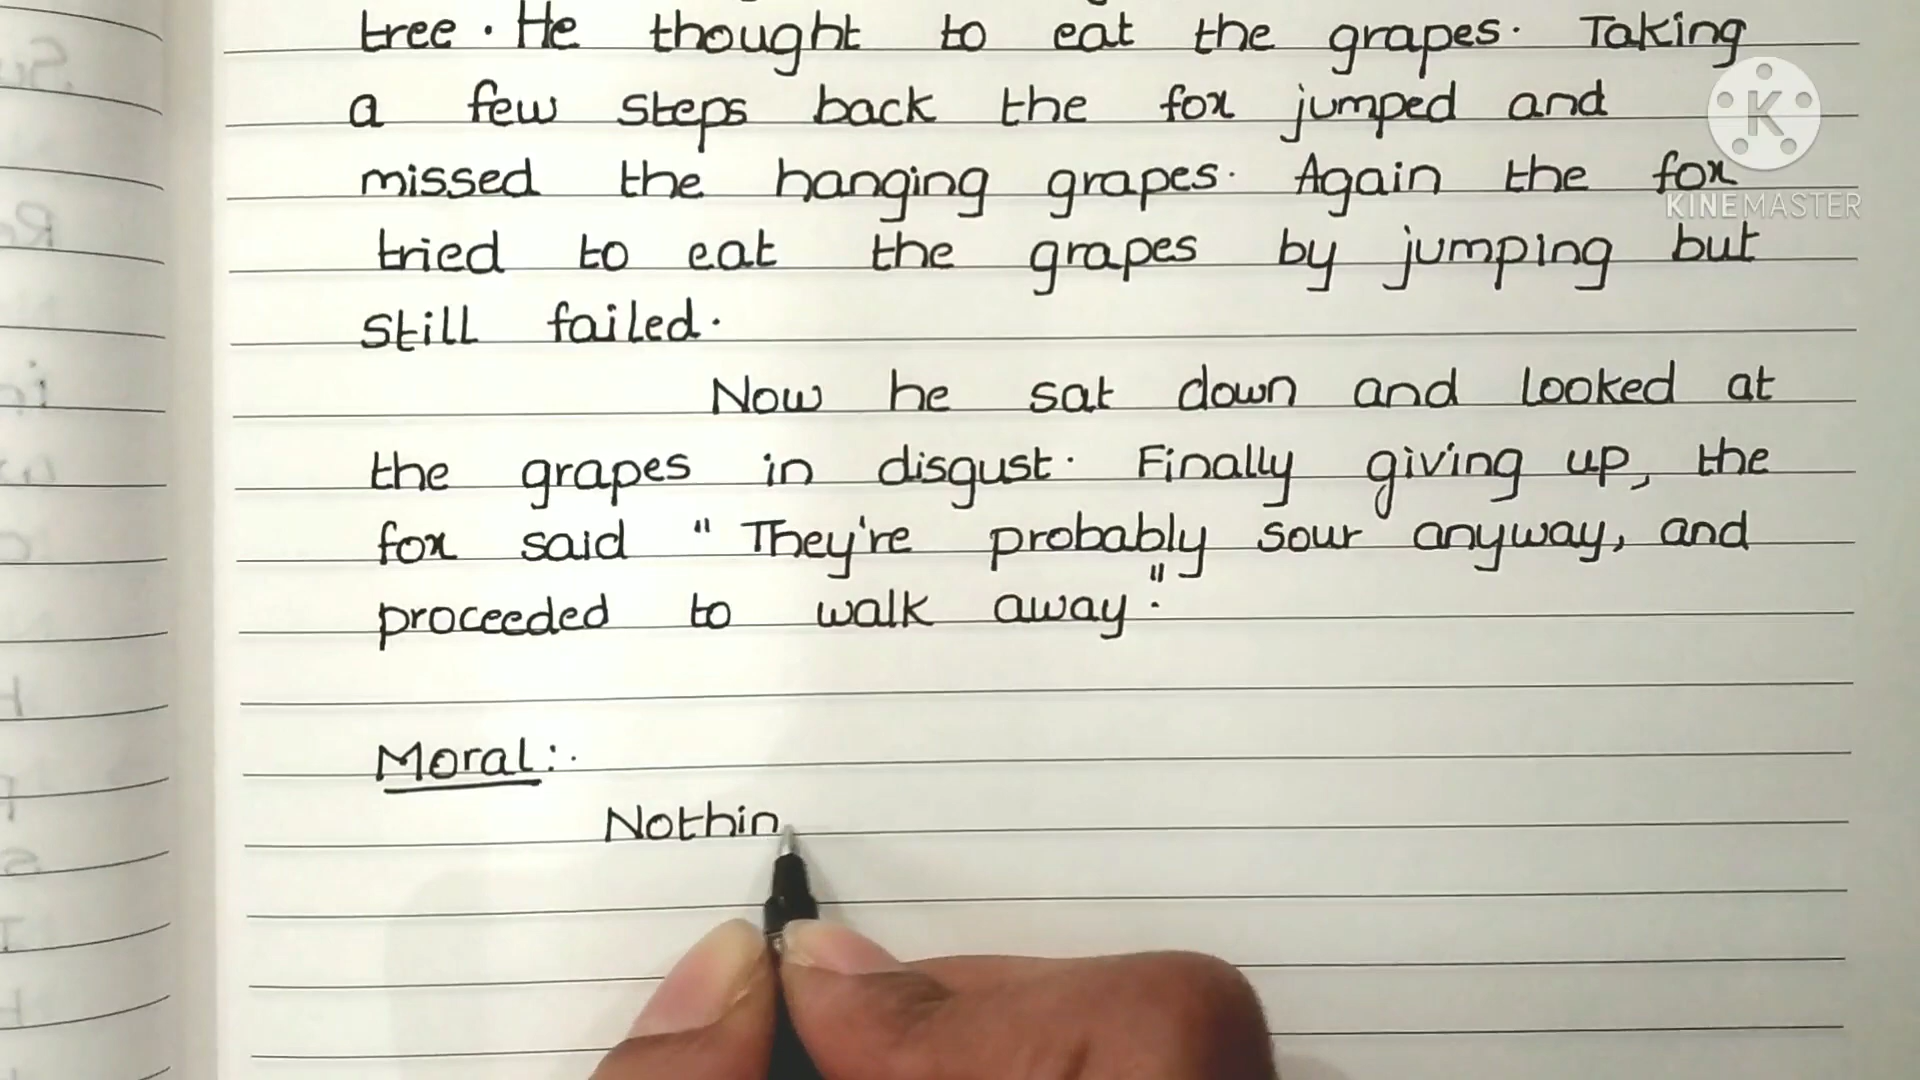 tree. He thought to eat the grapes. Taking
a few steps back the fox jumped and
missed the hanging grapes. Again the fox
tried to eat the grapes by jumping but
still failed.
Now he sat down and looked at
the grapes in disgust. Finally giving up, the
fox said "They're probably sour anyway, and
proceeded to walk away."
Moral:.
Nothin
K
KINEMASTER